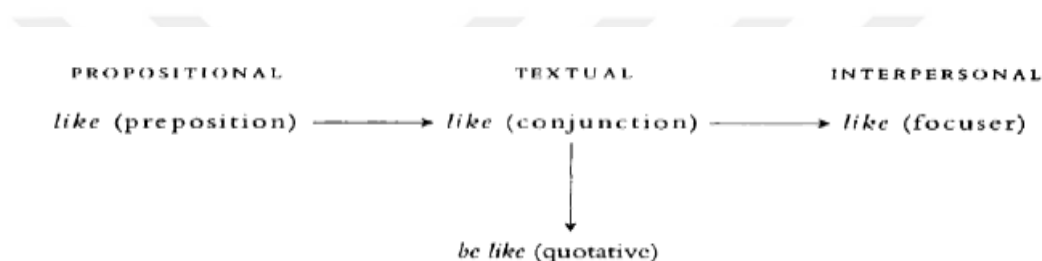 PROPOSITIONAL TEXTUAL INTERPERSONAL
like (preposition) like (conjunction) like (focuser)
be like (quotative)